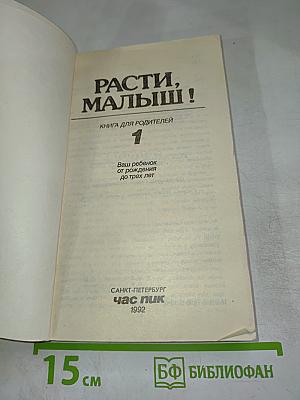 РАСТИ,
МАЛЫШ!
КНИГА ДЛЯ РОДИТЕЛЕЙ
1
Ваш ребенок
от рождения
до трех лет
САНКТ-ПЕТЕРБУРГ
час пик
1992
15 см
БФ БИБЛИОФАН